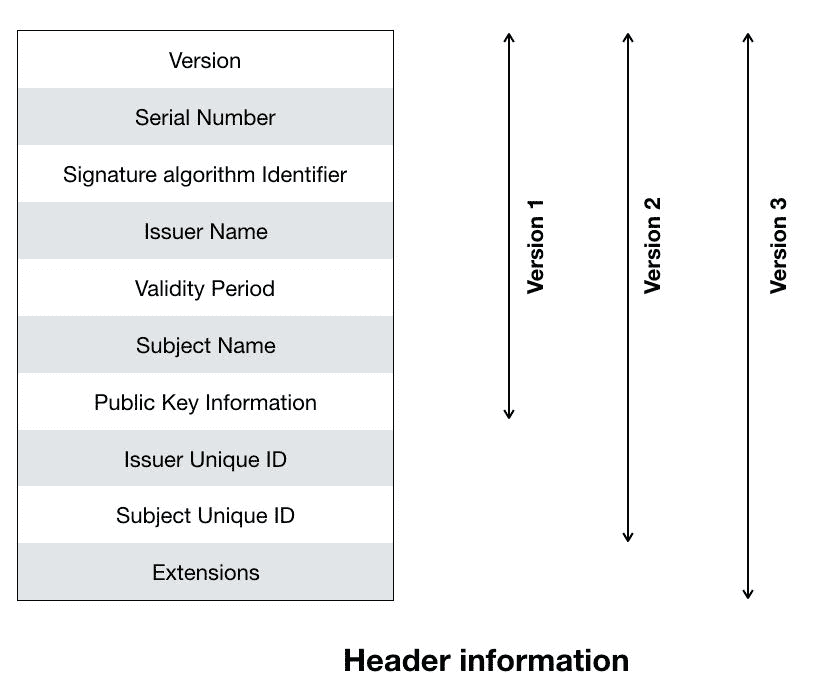 Version
Serial Number
Signature algorithm Identifier
Issuer Name
Validity Period
Subject Name
Public Key Information
Issuer Unique ID
Subject Unique ID
Extensions
Version 1
Version 2
Version 3
Header information